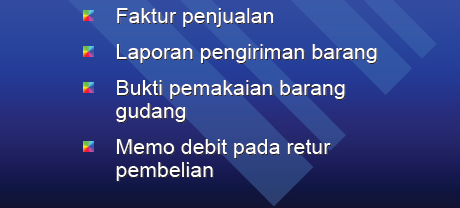 Faktur penjualan
Laporan pengiriman barang
Bukti pemakaian barang
gudang
Memo debit pada retur
pembelian